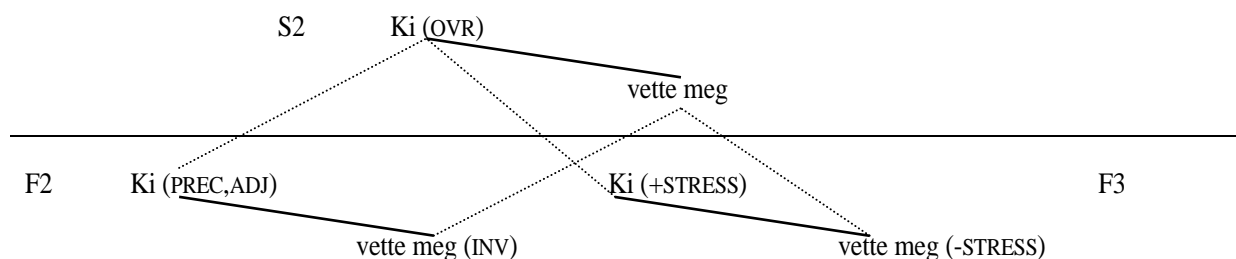 S2 Ki (OVR)
vette meg
F2 Ki (PREC,ADJ) Ki (+STRESS) F3
vette meg (INV) vette meg (-STRESS)